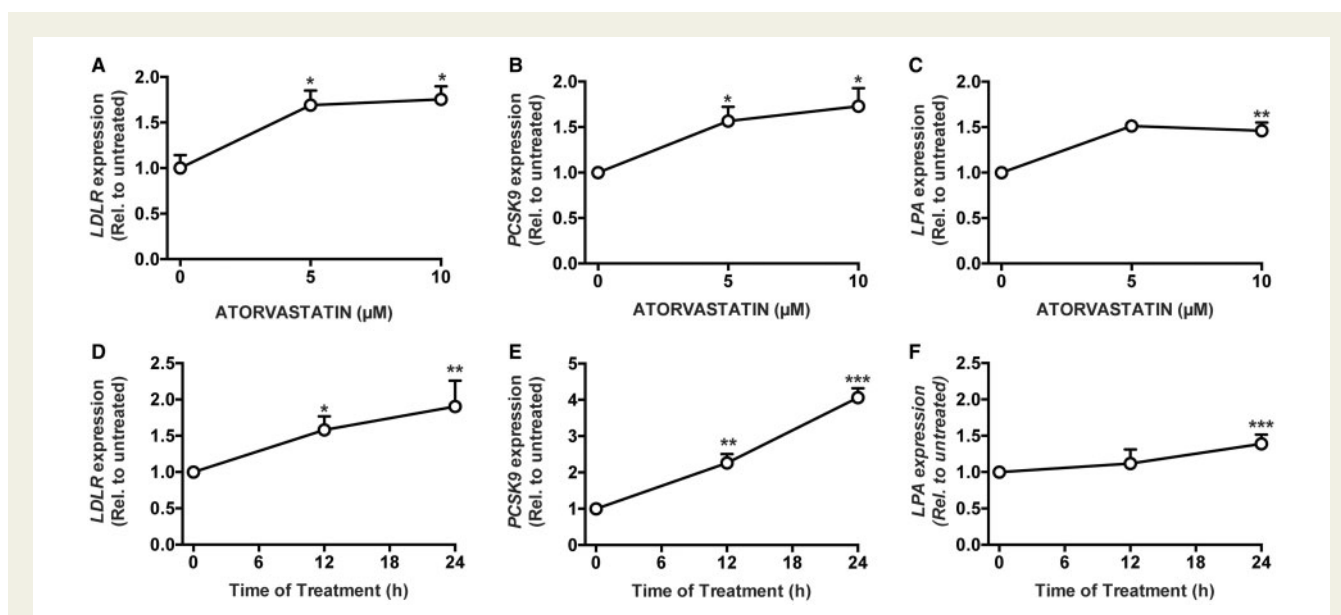 A
LDLR expression
(Rel. to untreated)
2.0
*
*
1.5
1.0
0.5
0.0
0
5
10
ATORVASTATIN (µM)
B
PCSK9 expression
(Rel. to untreated)
2.0
*
*
1.5
1.0
0.5
0.0
0
5
10
ATORVASTATIN (µM)
C
LPA expression
(Rel. to untreated)
2.0
**
1.5
1.0
0.5
0.0
0
5
10
ATORVASTATIN (µM)
D
LDLR expression
(Rel. to untreated)
2.5
**
2.0
*
1.5
1.0
0.5
0.0
0
6
12
18
24
Time of Treatment (h)
E
PCSK9 expression
(Rel. to untreated)
5
***
4
3
**
2
1
0
0
6
12
18
24
Time of Treatment (h)
F
LPA expression
(Rel. to untreated)
2.5
2.0
***
1.5
1.0
0.5
0.0
0
6
12
18
24
Time of Treatment (h)